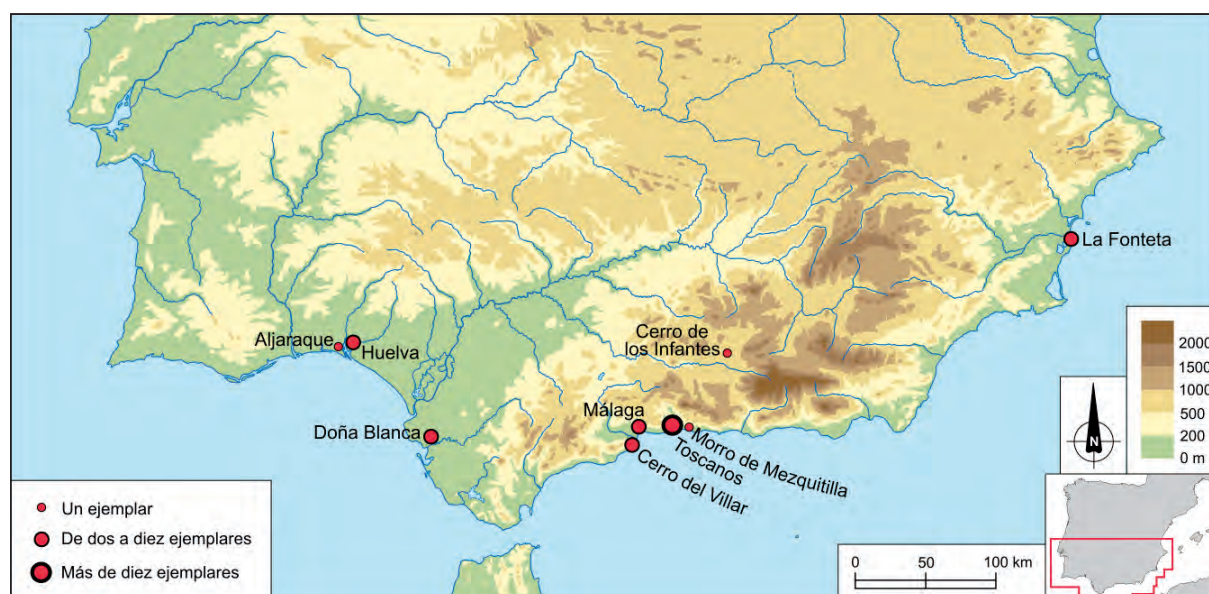 La Fonteta
Aljaraque
Huelva
Cerro de
los Infantes
Málaga
Doña Blanca
Toscanos
Morro de Mezquitilla
Cerro del Villar
2000
1500
1000
500
200
0 m
N
Un ejemplar
De dos a diez ejemplares
Más de diez ejemplares
0
50
100 km